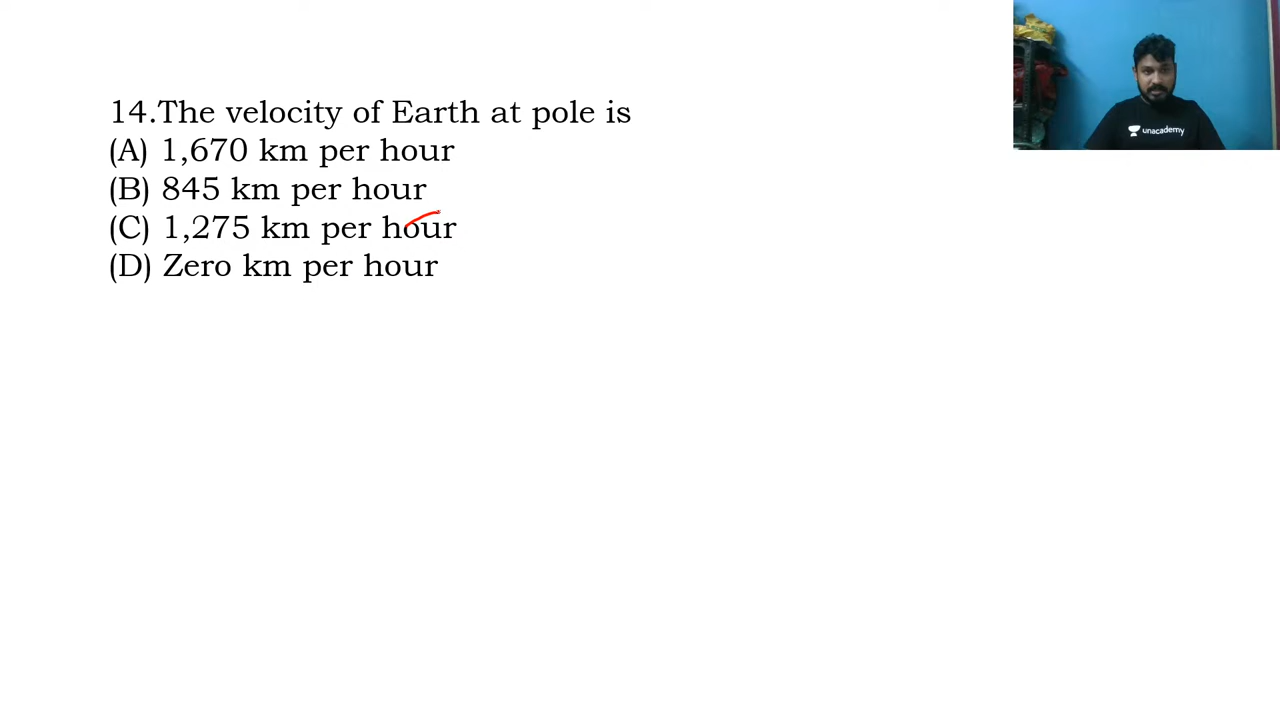 14.The velocity of Earth at pole is
(A) 1,670 km per hour
(B) 845 km per hour
(C) 1,275 km per hour
(D) Zero km per hour
unacademy